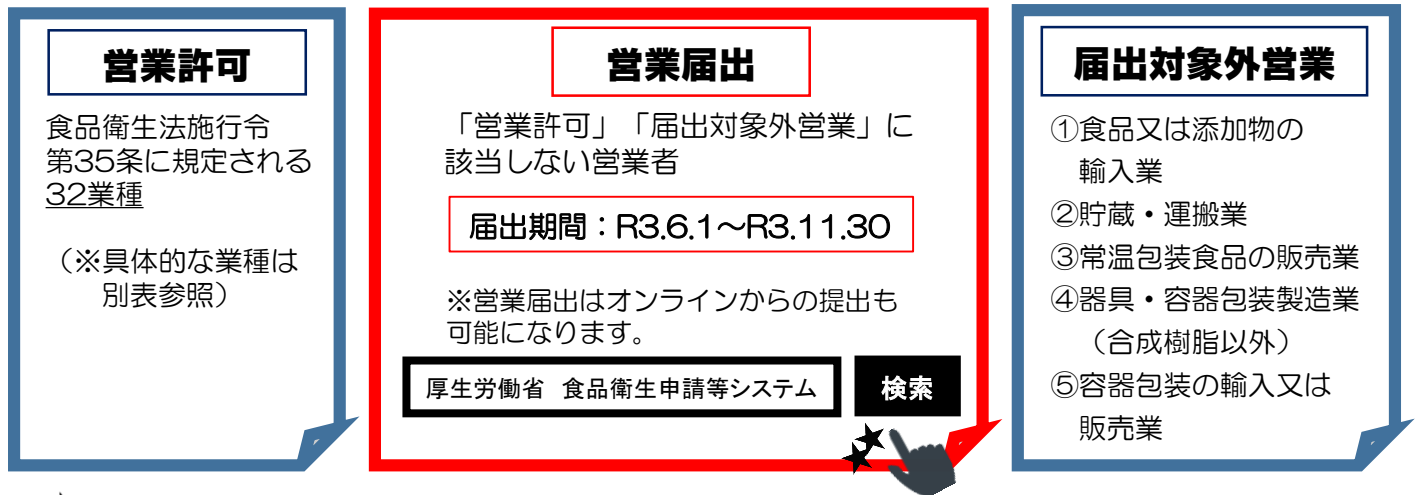 営業許可
食品衛生法施行令
第35条に規定される
32業種
（※具体的な業種は
別表参照）
営業届出
「営業許可」「届出対象外営業」に
該当しない営業者
届出期間：R3.6.1～R3.11.30
※営業届出はオンラインからの提出も
可能になります。
厚生労働省 食品衛生申請等システム
検索
届出対象外営業
①食品又は添加物の
輸入業
②貯蔵・運搬業
③常温包装食品の販売業
④器具・容器包装製造業
（合成樹脂以外）
⑤容器包装の輸入又は
販売業